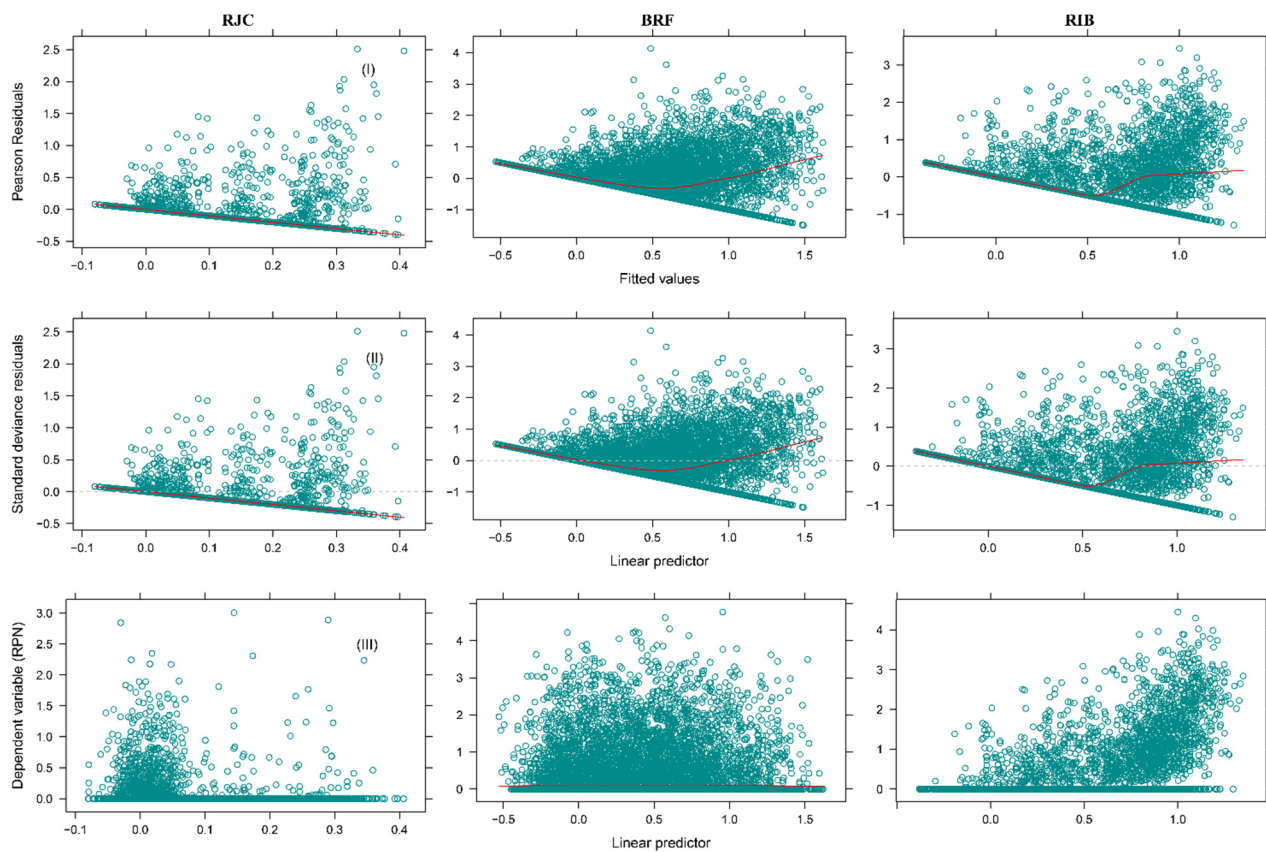 RJC BRF RIB
Pearson Residuals
2.5
2.0
1.5
1.0
0.5
0.0
−0.5
(I)
4
3
2
1
0
−1
3
2
1
0
−1
−0.1 0.0 0.1 0.2 0.3 0.4
−0.5 0.0 0.5 1.0 1.5
0.0 0.5 1.0
Fitted values
Standard deviance residuals
2.5
2.0
1.5
1.0
0.5
0.0
−0.5
(II)
4
3
2
1
0
−1
3
2
1
0
−1
−0.1 0.0 0.1 0.2 0.3 0.4
−0.5 0.0 0.5 1.0 1.5
0.0 0.5 1.0
Linear predictor
Dependent variable (RPN)
3.0
2.5
2.0
1.5
1.0
0.5
0.0
(III)
5
4
3
2
1
0
4
3
2
1
0
−0.1 0.0 0.1 0.2 0.3 0.4
−0.5 0.0 0.5 1.0 1.5
0.0 0.5 1.0
Linear predictor